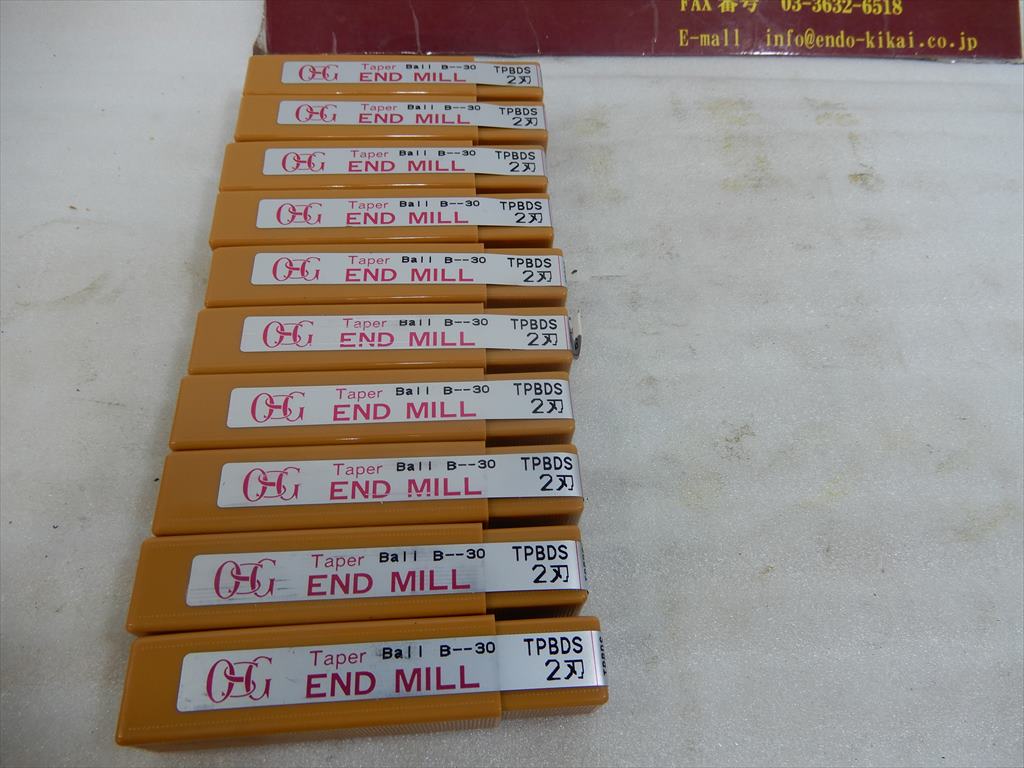 FAX番号 03-3632-6518
E-mall info@endo-kikai.co.jp
OSG Taper Ball B--30 TPBDS
END MILL 2刃
OSG Taper Ball B--30 TPBDS
END MILL 2刃
OSG Taper Ball B--30 TPBDS
END MILL 2刃
OSG Taper Ball B--30 TPBDS
END MILL 2刃
OSG Taper Ball B--30 TPBDS
END MILL 2刃
OSG Taper Ball B--30 TPBDS
END MILL 2刃
OSG Taper Ball B--30 TPBDS
END MILL 2刃
OSG Taper Ball B--30 TPBDS
END MILL 2刃
OSG Taper Ball B--30 TPBDS
END MILL 2刃
OSG Taper Ball B--30 TPBDS
END MILL 2刃